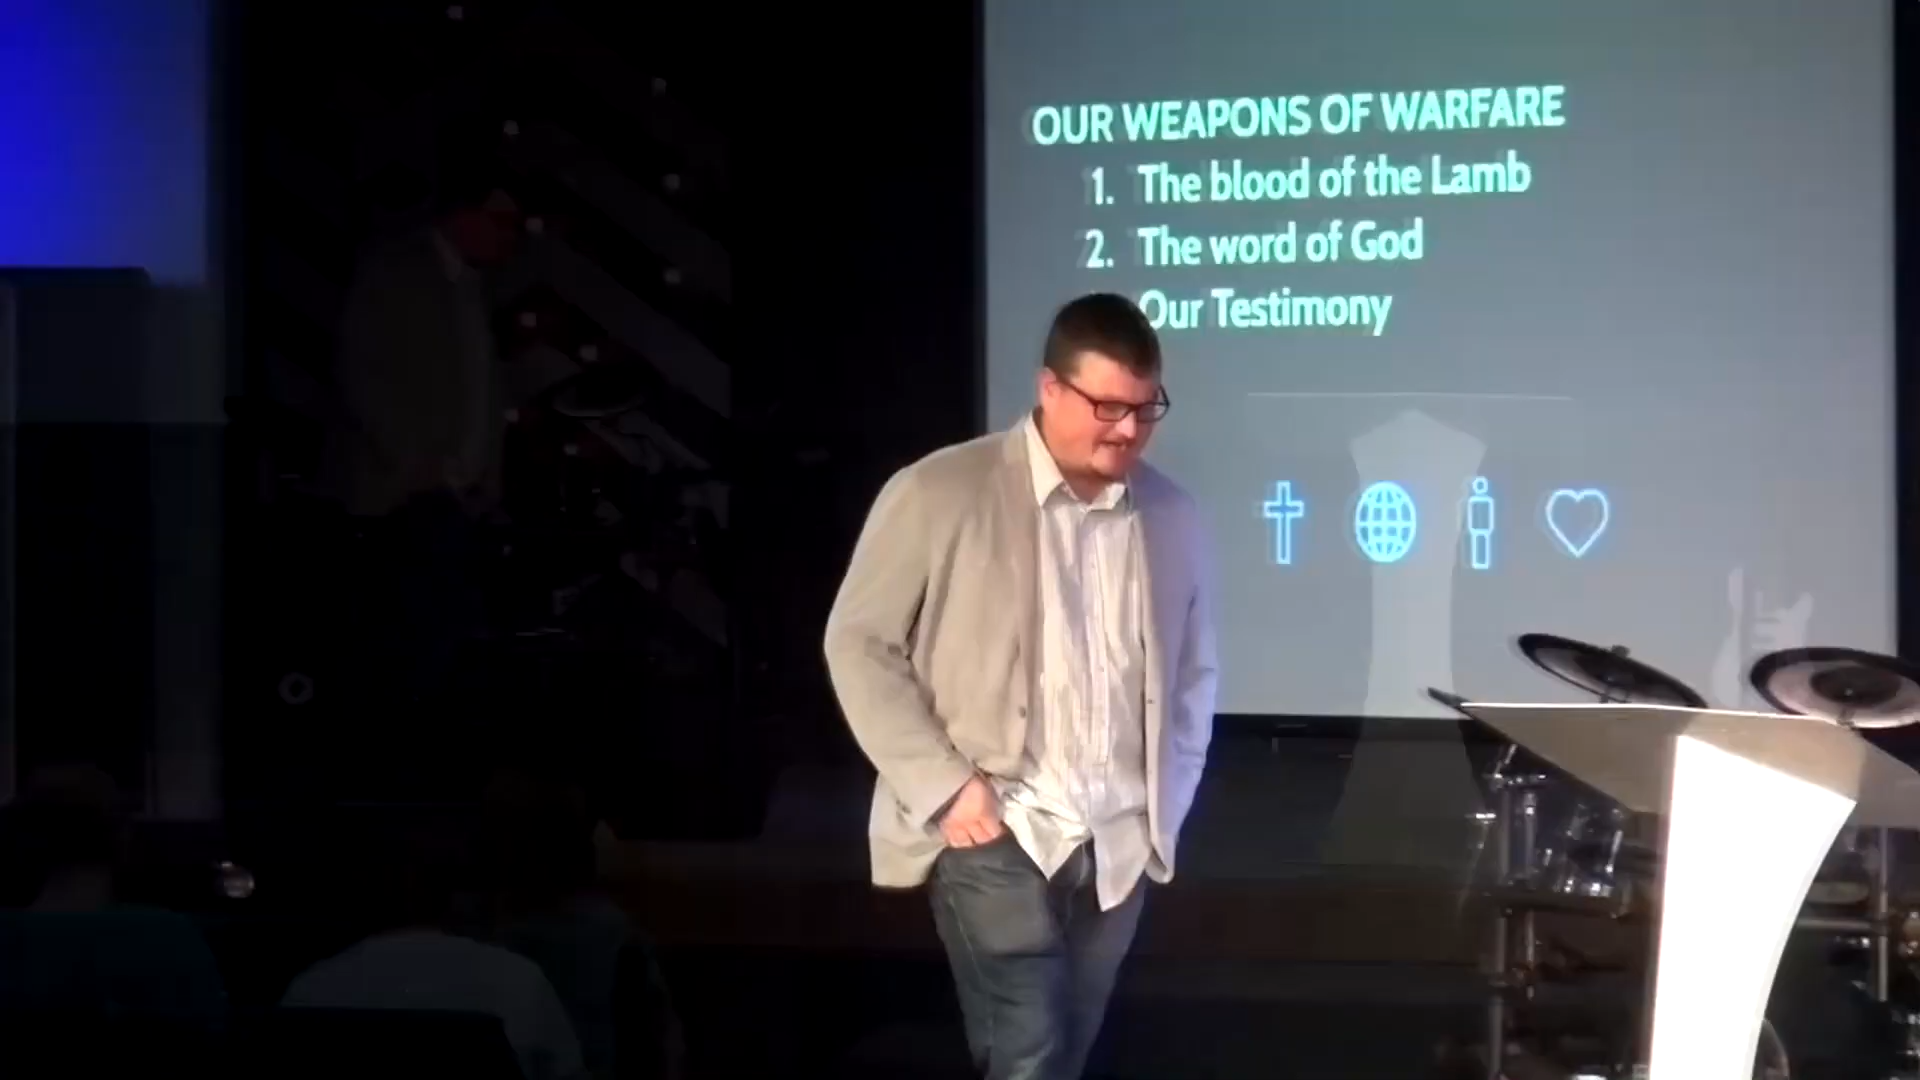 OUR WEAPONS OF WARFARE
1. The blood of the Lamb
2. The word of God
Our Testimony